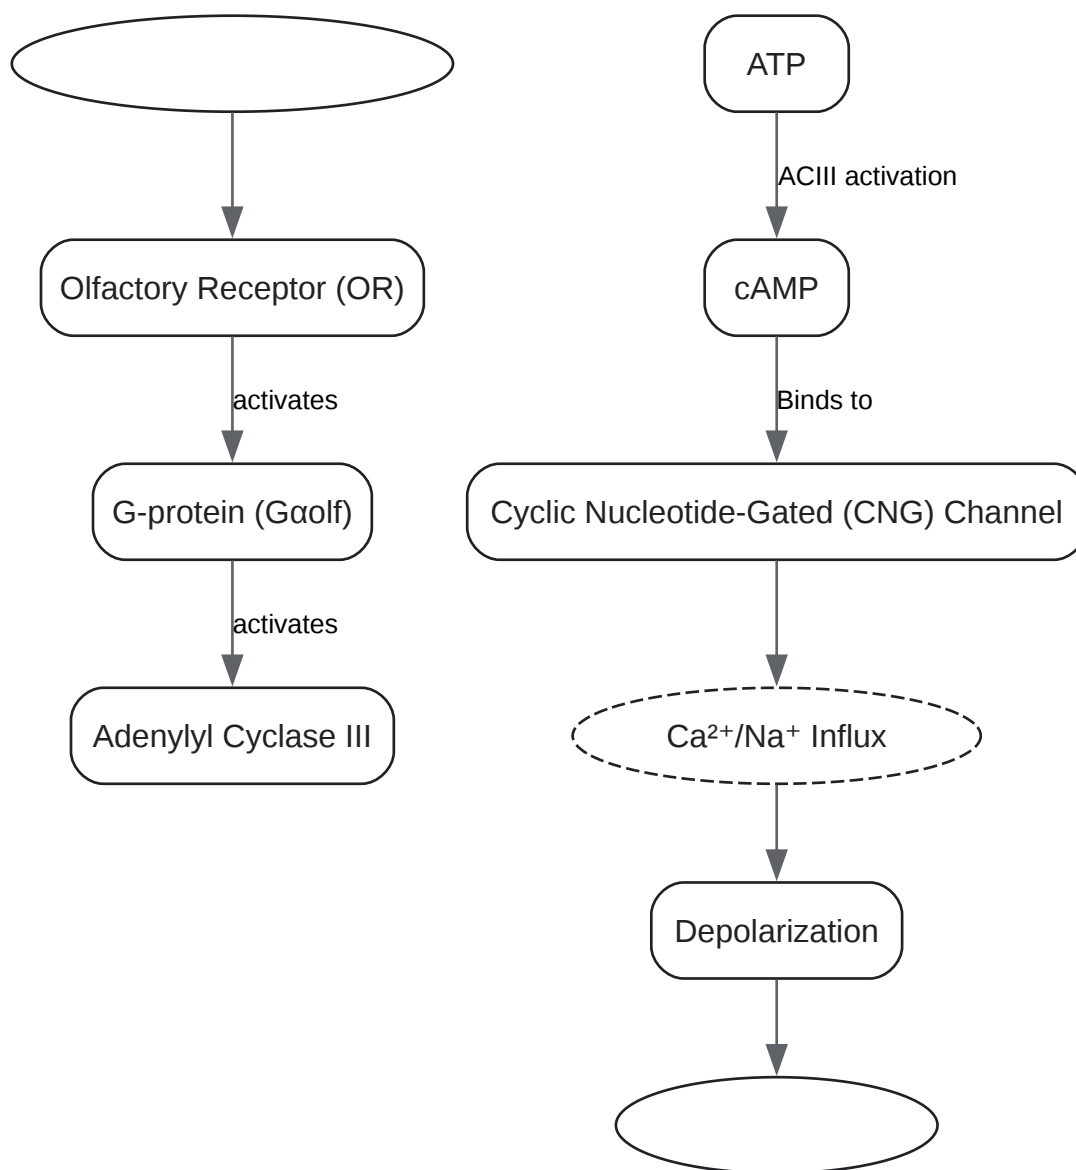 Olfactory Receptor (OR)
activates
G-protein (Gαolf)
activates
Adenylyl Cyclase III
ATP
ACIII activation
cAMP
Binds to
Cyclic Nucleotide-Gated (CNG) Channel
Ca²⁺/Na⁺ Influx
Depolarization